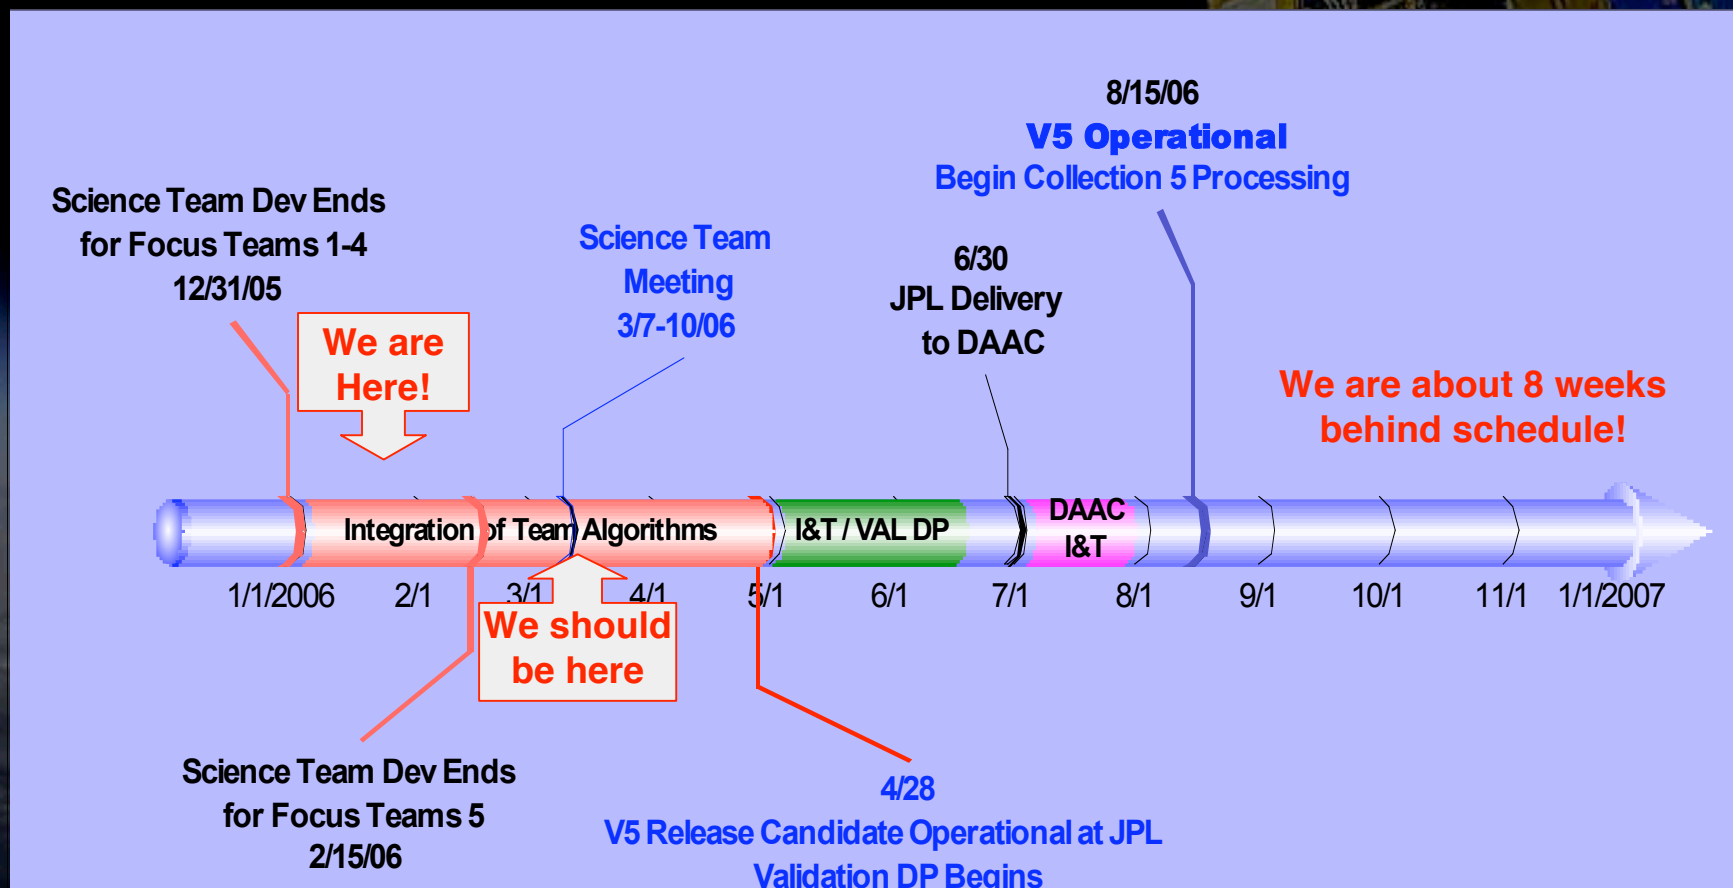 8/15/06
V5 Operational
Begin Collection 5 Processing
Science Team Dev Ends
for Focus Teams 1-4
12/31/05
Science Team
Meeting
3/7-10/06
6/30
JPL Delivery
to DAAC
We are
Here!
We are about 8 weeks
behind schedule!
Integration of Team Algorithms
I&T / VAL DP
DAAC
I&T
1/1/2006 2/1 3/1 4/1 5/1 6/1 7/1 8/1 9/1 10/1 11/1 1/1/2007
We should
be here
Science Team Dev Ends
for Focus Teams 5
2/15/06
4/28
V5 Release Candidate Operational at JPL
Validation DP Begins